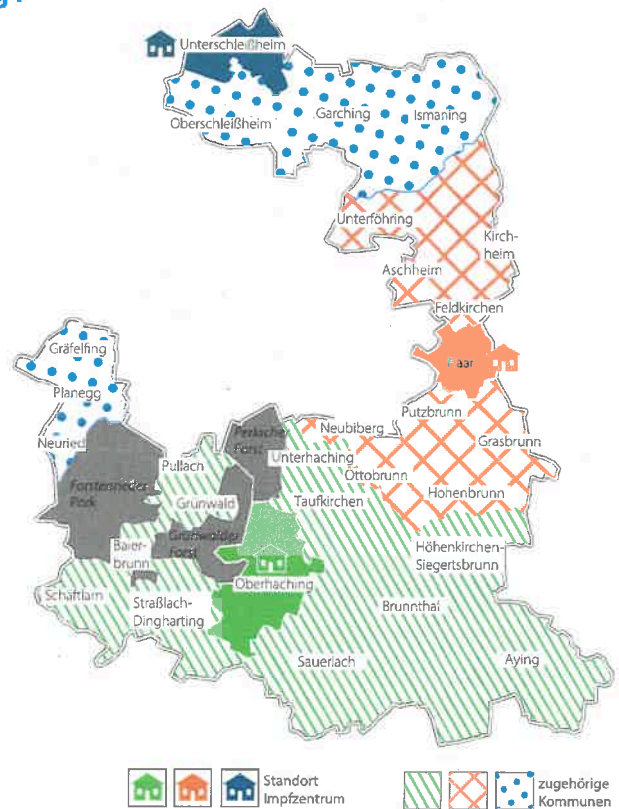 Unterschleißheim
Oberschleißheim
Garching
Ismaning
Unterföhring
Kirch-
heim
Aschheim
Feldkirchen
Haar
Gräfelfing
Planegg
Neuried
Putzbrunn
Grasbrunn
Neubiberg
Perlacher
Forst
Unterhaching
Ottobrunn
Pullach
Hohenbrunn
Forstenrieder
Park
Grünwald
Taufkirchen
Grünwalder
Forst
Baier-
brunn
Höhenkirchen-
Siegertsbrunn
Oberhaching
Schäftlarn
Straßlach-
Dingharting
Brunnthal
Sauerlach
Aying
Standort
Impfzentrum
zugehörige
Kommunen